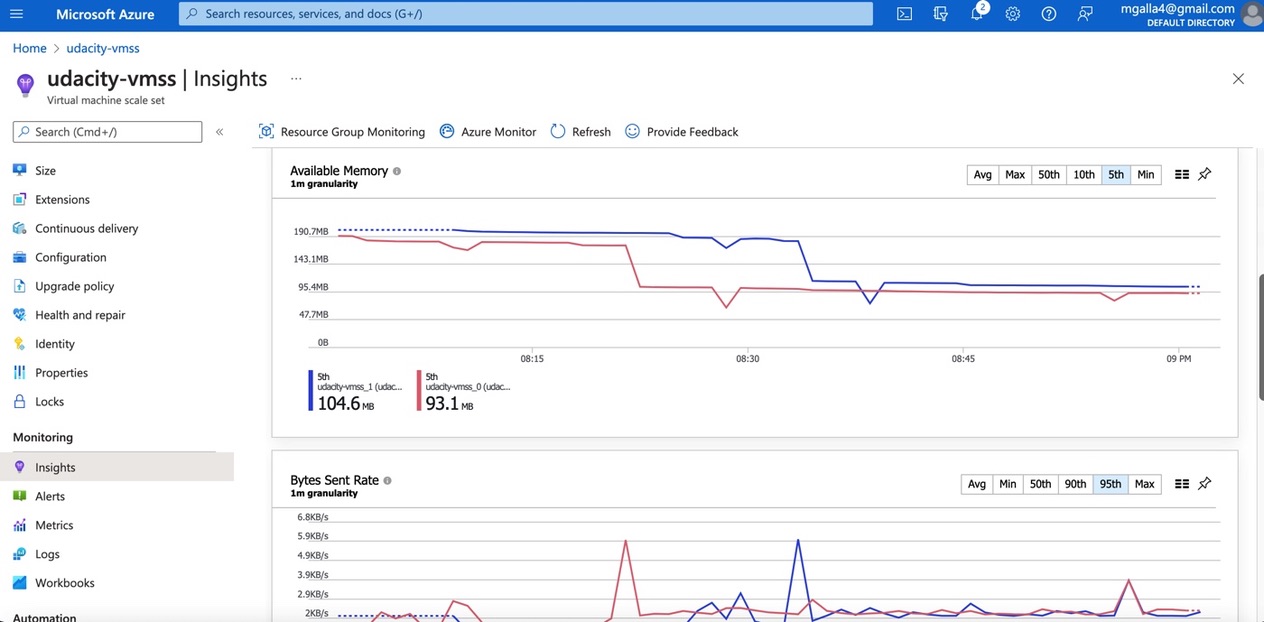 Microsoft Azure
Search resources, services, and docs (G+/)
2
mgalla4@gmail.com
DEFAULT DIRECTORY
Home > udacity-vmss
udacity-vmss | Insights ...
Virtual machine scale set
Search (Cmd+/)
«
Resource Group Monitoring
Azure Monitor
Refresh
Provide Feedback
Size
Extensions
Continuous delivery
Configuration
Upgrade policy
Health and repair
Identity
Properties
Locks
Monitoring
Insights
Alerts
Metrics
Logs
Workbooks
Automation
Available Memory
1m granularity
Avg Max 50th 10th 5th Min
190.7MB
143.1MB
95.4MB
47.7MB
0B
08:15 08:30 08:45 09 PM
5th
udacity-vmss_1 (udac...
104.6 MB
5th
udacity-vmss_0 (udac...
93.1 MB
Bytes Sent Rate
1m granularity
Avg Min 50th 90th 95th Max
6.8KB/s
5.9KB/s
4.9KB/s
3.9KB/s
2.9KB/s
2KB/s